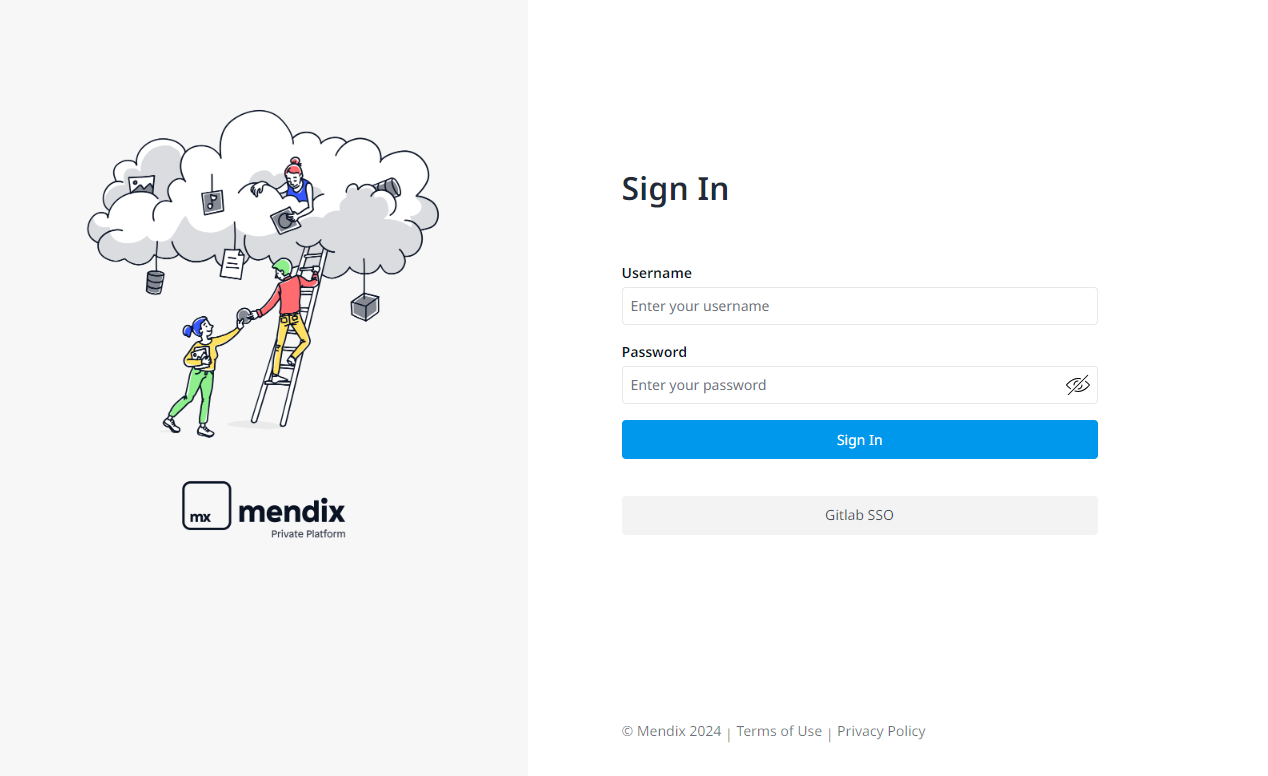 mx mendix
Private Platform
Sign In
Username
Enter your username
Password
Enter your password
Sign In
Gitlab SSO
© Mendix 2024 | Terms of Use | Privacy Policy